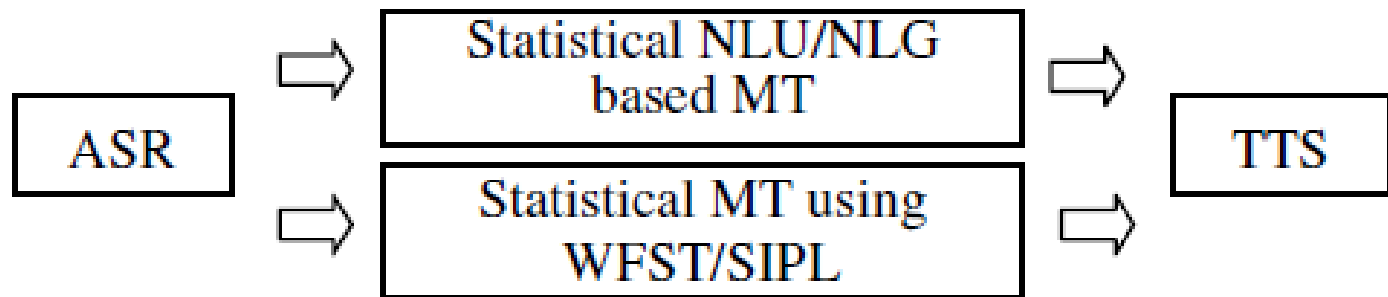 ASR
Statistical NLU/NLG
based MT
Statistical MT using
WFST/SIPL
TTS